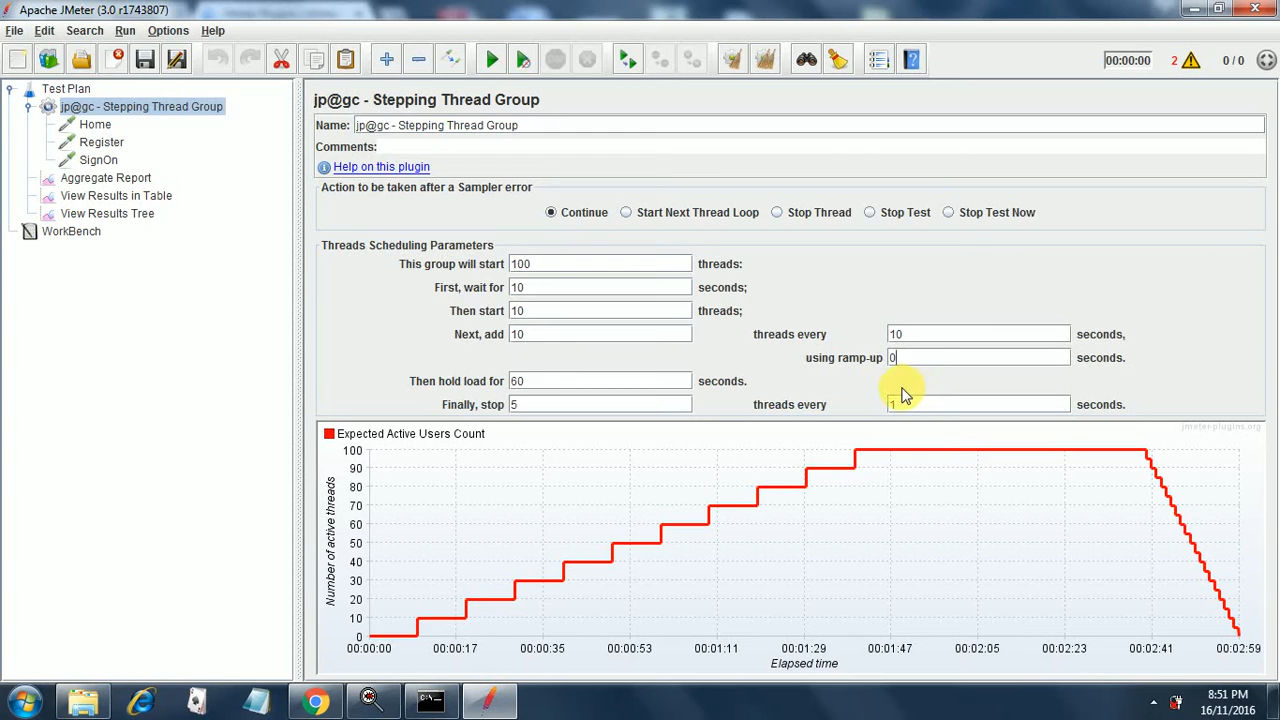 Apache JMeter (3.0 r1743807)
File Edit Search Run Options Help
00:00:00 2 0 / 0
Test Plan
jp@gc - Stepping Thread Group
Home
Register
SignOn
Aggregate Report
View Results in Table
View Results Tree
WorkBench
jp@gc - Stepping Thread Group
Name: jp@gc - Stepping Thread Group
Comments:
Help on this plugin
Action to be taken after a Sampler error
Continue Start Next Thread Loop Stop Thread Stop Test Stop Test Now
Threads Scheduling Parameters
This group will start 100 threads:
First, wait for 10 seconds;
Then start 10 threads;
Next, add 10 threads every 10 seconds,
using ramp-up 0 seconds.
Then hold load for 60 seconds.
Finally, stop 5 threads every 1 seconds.
jmeter-plugins.org
Expected Active Users Count
Number of active threads
100
90
80
70
60
50
40
30
20
10
0
00:00:00 00:00:17 00:00:35 00:00:53 00:01:11 00:01:29 00:01:47 00:02:05 00:02:23 00:02:41 00:02:59
Elapsed time
8:51 PM
16/11/2016